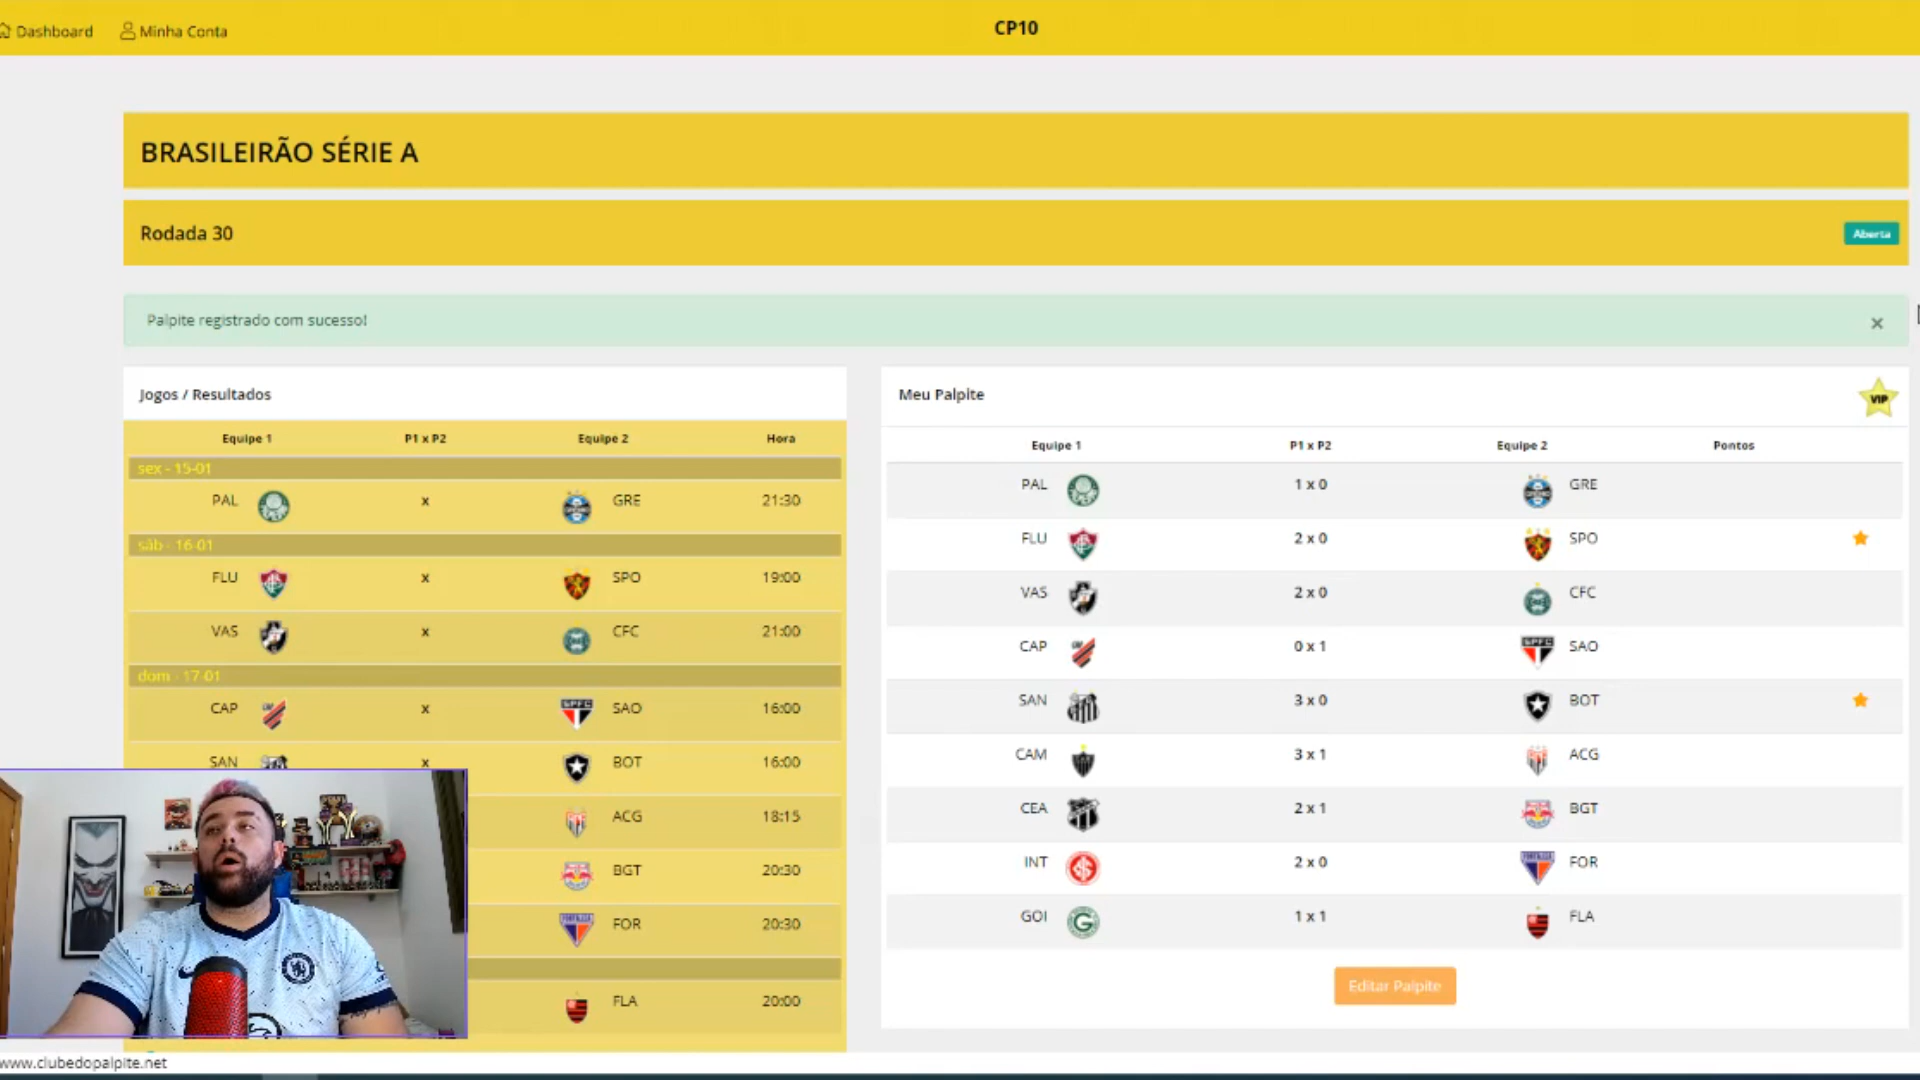 Dashboard Minha Conta CP10
BRASILEIRÃO SÉRIE A
Rodada 30 Aberta
Palpite registrado com sucesso! ×
Jogos / Resultados
Equipe 1 P1 x P2 Equipe 2 Hora
sex - 15-01
PAL x GRE 21:30
sáb - 16-01
FLU x SPO 19:00
VAS x CFC 21:00
dom - 17-01
CAP x SAO 16:00
SAN x BOT 16:00
ACG 18:15
BGT 20:30
FOR 20:30
FLA 20:00
Meu Palpite VIP
Equipe 1 P1 x P2 Equipe 2 Pontos
PAL 1 x 0 GRE
FLU 2 x 0 SPO
VAS 2 x 0 CFC
CAP 0 x 1 SAO
SAN 3 x 0 BOT
CAM 3 x 1 ACG
CEA 2 x 1 BGT
INT 2 x 0 FOR
GOI 1 x 1 FLA
Editar Palpite
www.clubedopalpite.net